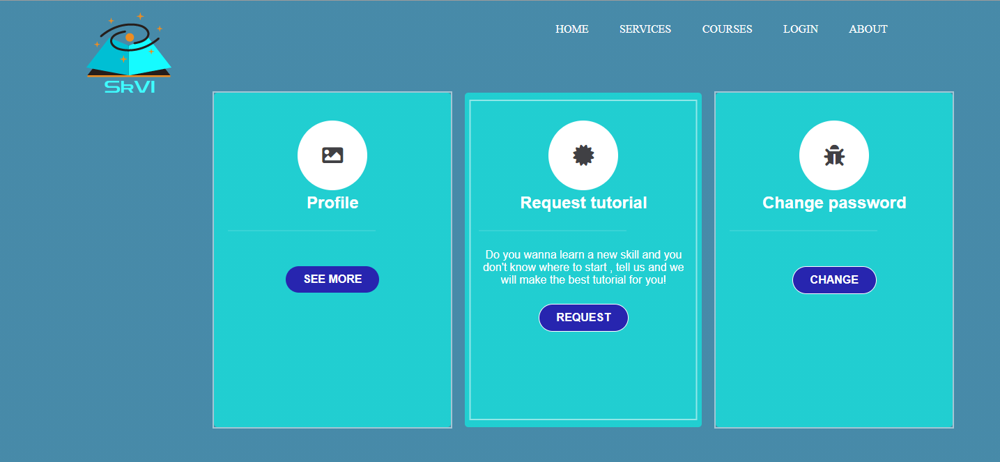 HOME SERVICES COURSES LOGIN ABOUT
SkVI
Profile
SEE MORE
Request tutorial
Do you wanna learn a new skill and you
don't know where to start , tell us and we
will make the best tutorial for you!
REQUEST
Change password
CHANGE